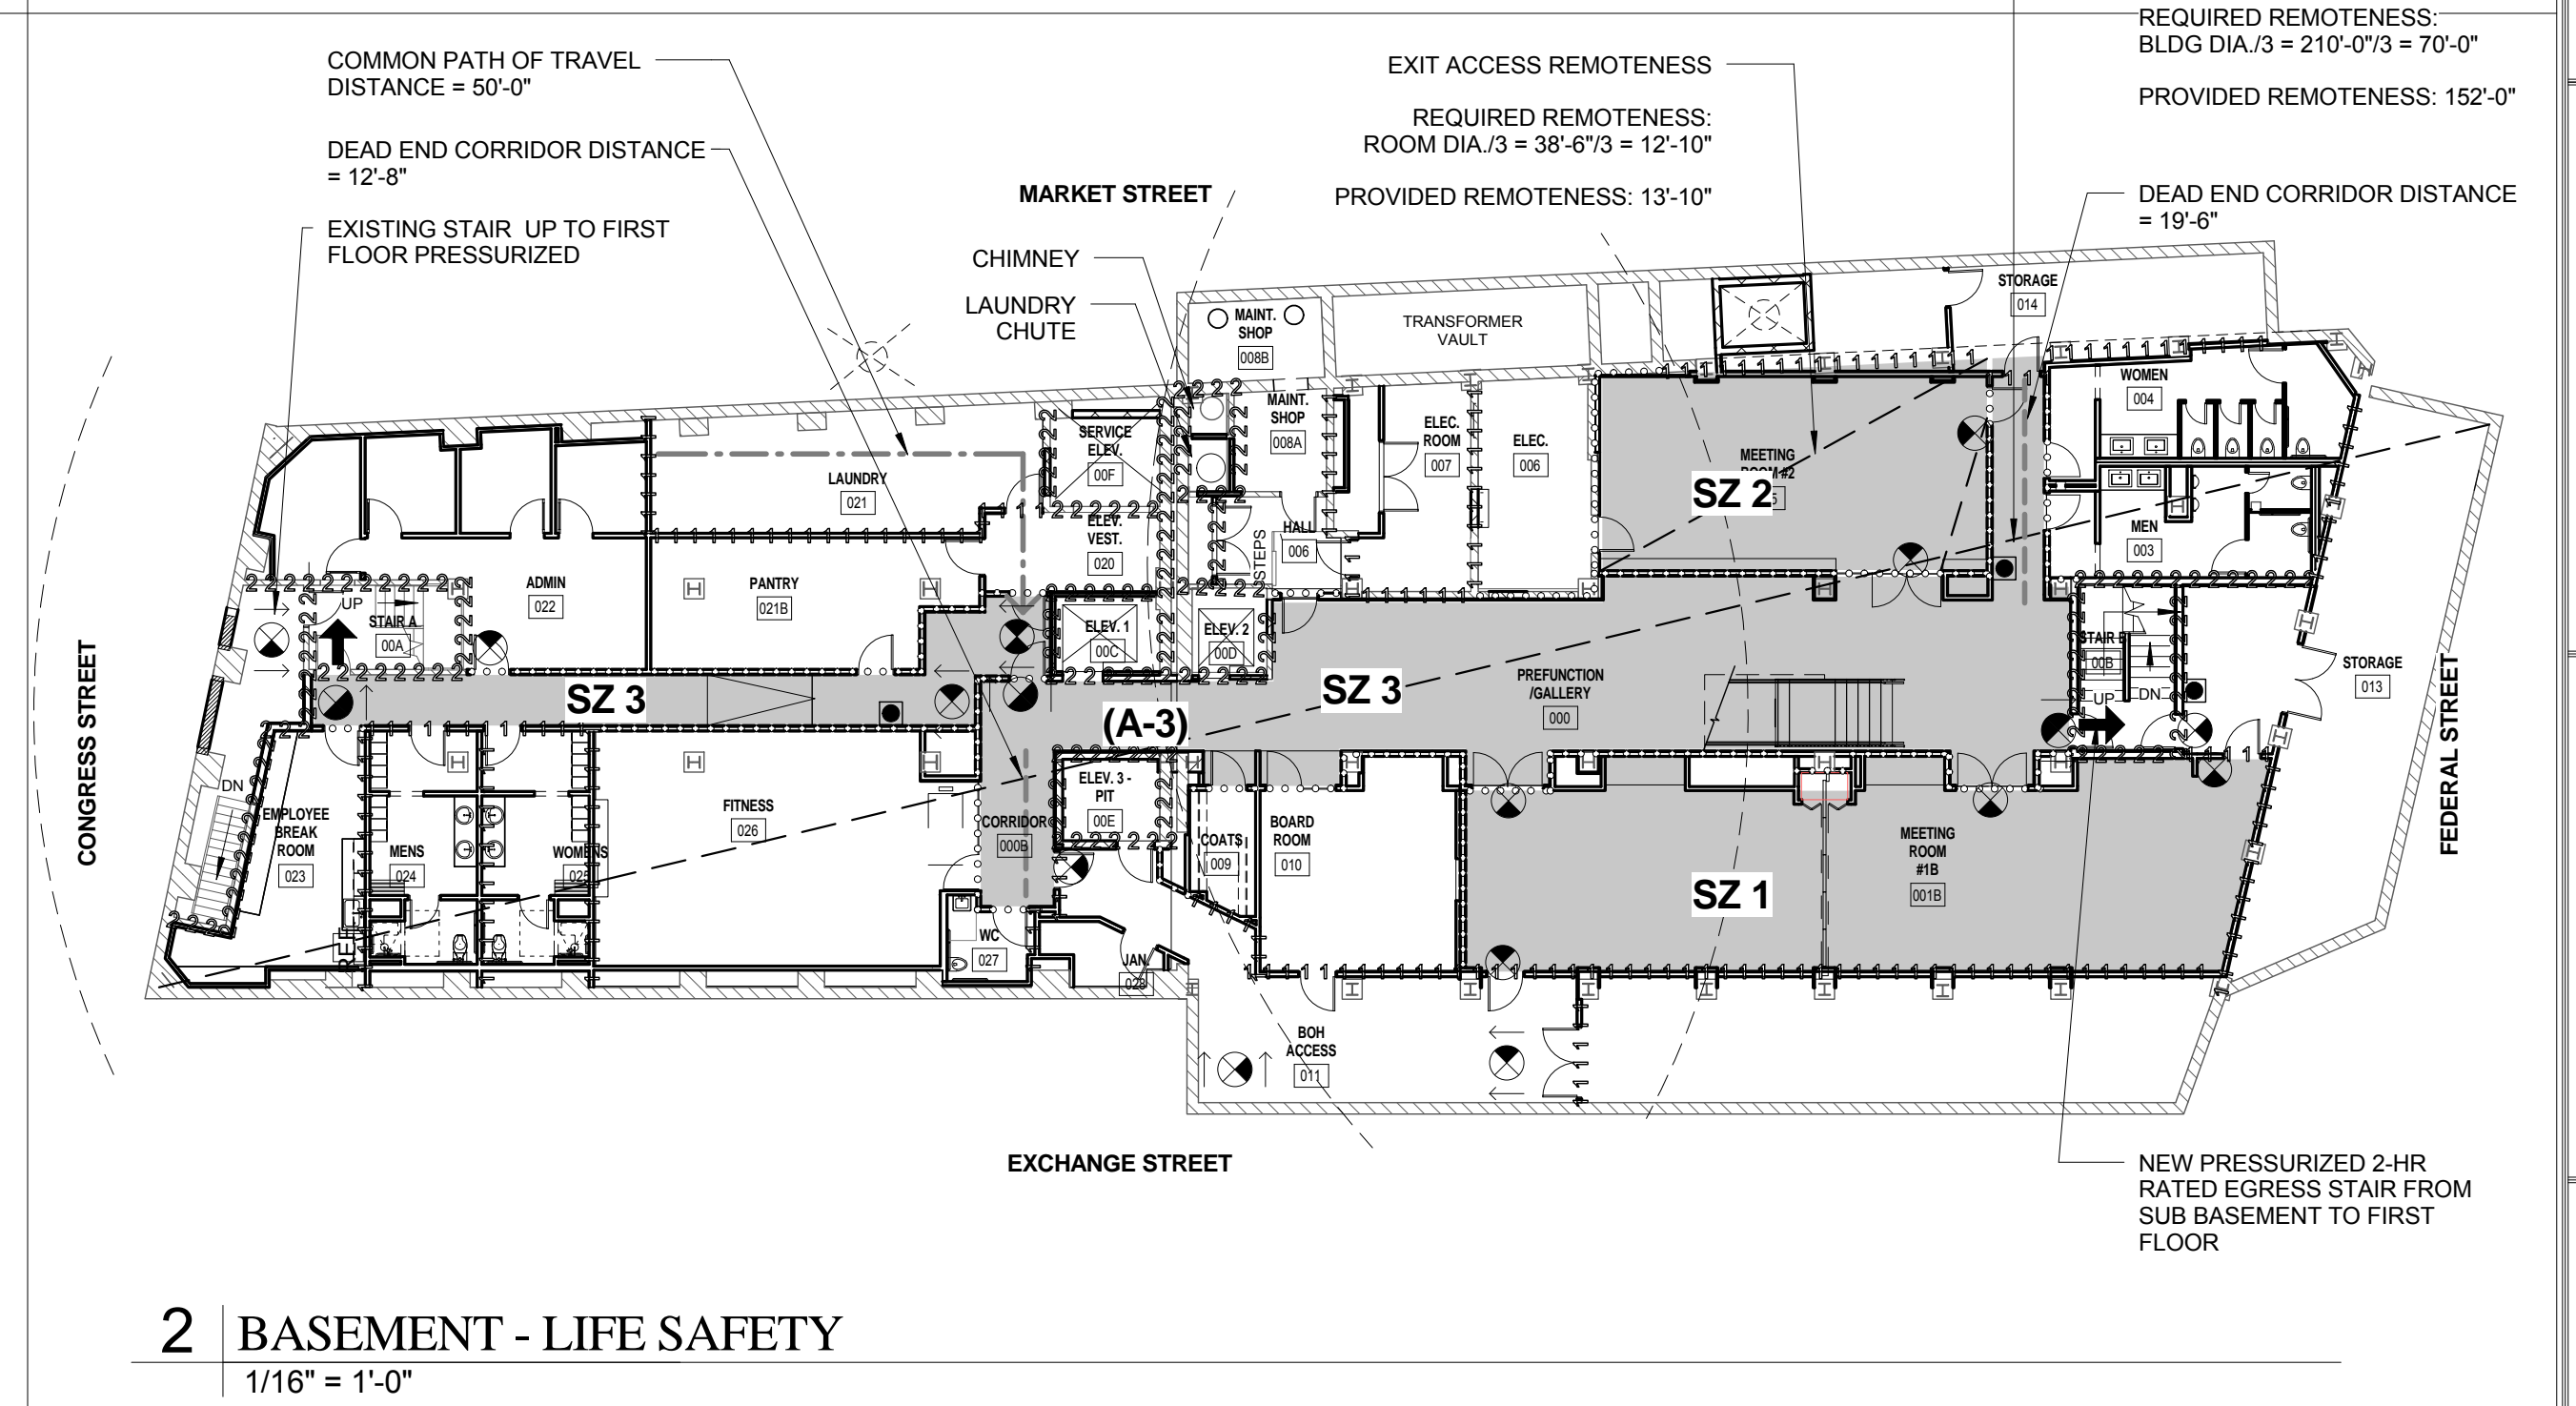 COMMON PATH OF TRAVEL
DISTANCE = 50'-0"
DEAD END CORRIDOR DISTANCE
= 12'-8"
EXISTING STAIR UP TO FIRST
FLOOR PRESSURIZED
MARKET STREET
CHIMNEY
LAUNDRY
CHUTE
EXIT ACCESS REMOTENESS
REQUIRED REMOTENESS:
ROOM DIA./3 = 38'-6"/3 = 12'-10"
PROVIDED REMOTENESS: 13'-10"
REQUIRED REMOTENESS:
BLDG DIA./3 = 210'-0"/3 = 70'-0"
PROVIDED REMOTENESS: 152'-0"
DEAD END CORRIDOR DISTANCE
= 19'-6"
STORAGE
014
MAINT.
SHOP
008B
TRANSFORMER
VAULT
WOMEN
004
MAINT.
SHOP
008A
ELEC.
ROOM
007
ELEC.
006
MEETING
ROOM #2
SZ 2
SERVICE
ELEV.
00F
LAUNDRY
021
ELEV.
VEST.
020
HALL
006
STEPS
MEN
003
ADMIN
022
PANTRY
021B
UP
STAIR A
00A
ELEV. 1
00C
ELEV. 2
00D
SZ 3
SZ 3
(A-3)
PREFUNCTION
/GALLERY
000
00B
UP
DN
STORAGE
013
CONGRESS STREET
FEDERAL STREET
DN
EMPLOYEE
BREAK
ROOM
023
MENS
024
WOMENS
025
FITNESS
026
CORRIDOR
000B
ELEV. 3 -
PIT
00E
COATS
009
BOARD
ROOM
010
SZ 1
MEETING
ROOM
#1B
001B
REF.
WC
027
JAN.
028
BOH
ACCESS
011
EXCHANGE STREET
NEW PRESSURIZED 2-HR
RATED EGRESS STAIR FROM
SUB BASEMENT TO FIRST
FLOOR
2 BASEMENT - LIFE SAFETY
1/16" = 1'-0"